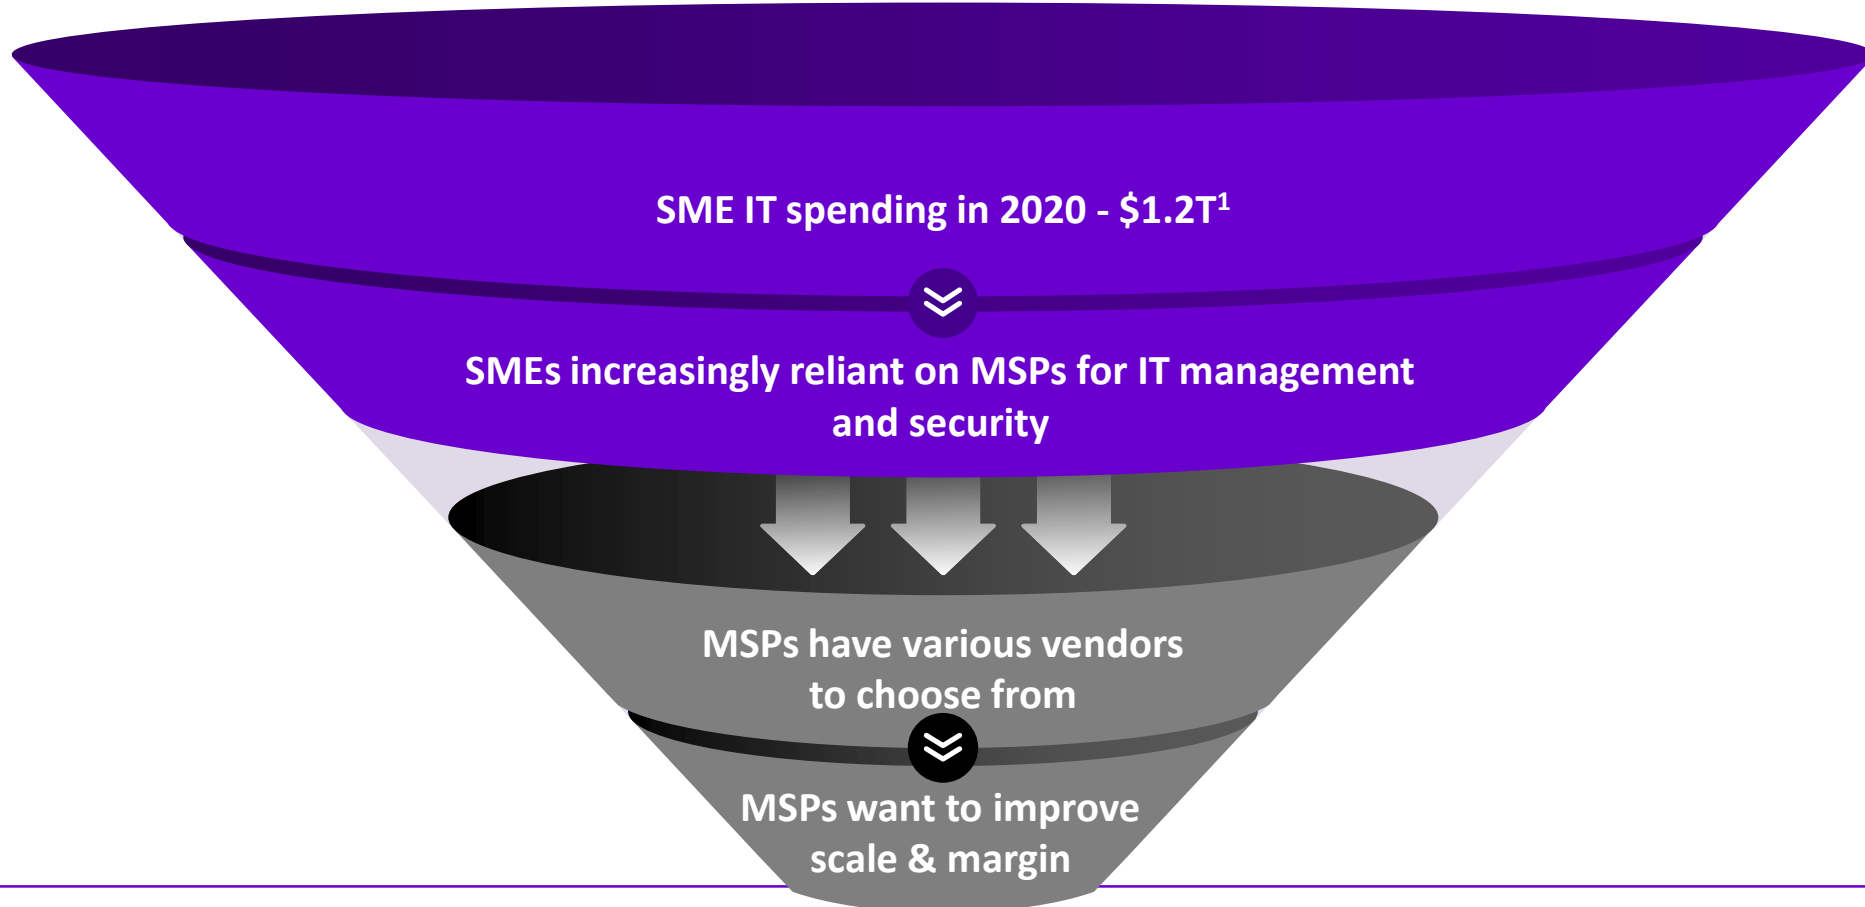 SME IT spending in 2020 - $1.2T¹
SMEs increasingly reliant on MSPs for IT management
and security
MSPs have various vendors
to choose from
MSPs want to improve
scale & margin